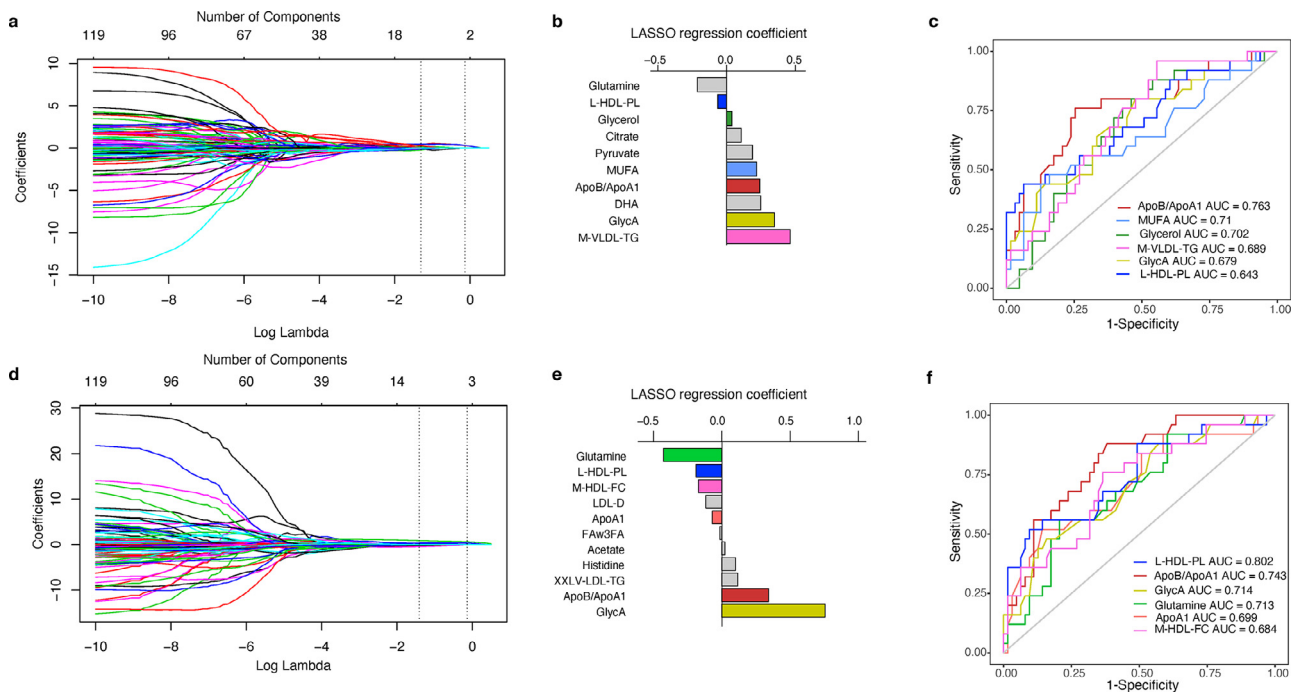 a
Number of Components
119 96 67 38 18 2
10
5
0
−5
−10
−15
Coefficients
−10 −8 −6 −4 −2 0
Log Lambda
b
LASSO regression coefficient
−0.5 0.0 0.5
Glutamine
L-HDL-PL
Glycerol
Citrate
Pyruvate
MUFA
ApoB/ApoA1
DHA
GlycA
M-VLDL-TG
c
1.00
0.75
0.50
0.25
0.00
Sensitivity
ApoB/ApoA1 AUC = 0.763
MUFA AUC = 0.71
Glycerol AUC = 0.702
M-VLDL-TG AUC = 0.689
GlycA AUC = 0.679
L-HDL-PL AUC = 0.643
0.00 0.25 0.50 0.75 1.00
1-Specificity
d
Number of Components
119 96 60 39 14 3
30
20
10
0
−10
Coefficients
−10 −8 −6 −4 −2 0
Log Lambda
e
LASSO regression coefficient
−0.5 0.0 0.5 1.0
Glutamine
L-HDL-PL
M-HDL-FC
LDL-D
ApoA1
FAw3FA
Acetate
Histidine
XXLV-LDL-TG
ApoB/ApoA1
GlycA
f
1.00
0.75
0.50
0.25
0.00
Sensitivity
L-HDL-PL AUC = 0.802
ApoB/ApoA1 AUC = 0.743
GlycA AUC = 0.714
Glutamine AUC = 0.713
ApoA1 AUC = 0.699
M-HDL-FC AUC = 0.684
0.00 0.25 0.50 0.75 1.00
1-Specificity